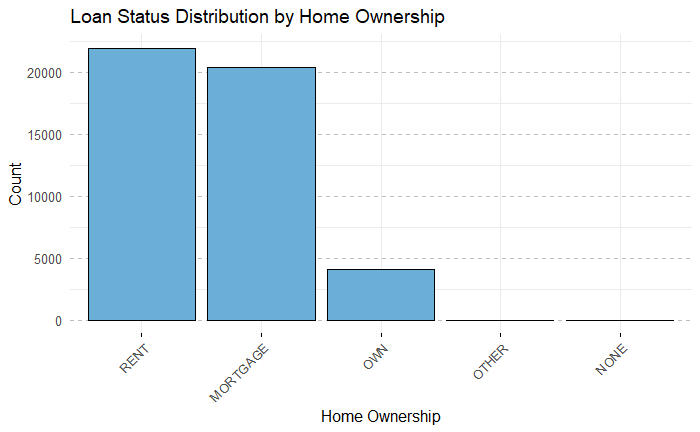 Loan Status Distribution by Home Ownership
Count
20000
15000
10000
5000
0
RENT
MORTGAGE
OWN
OTHER
NONE
Home Ownership